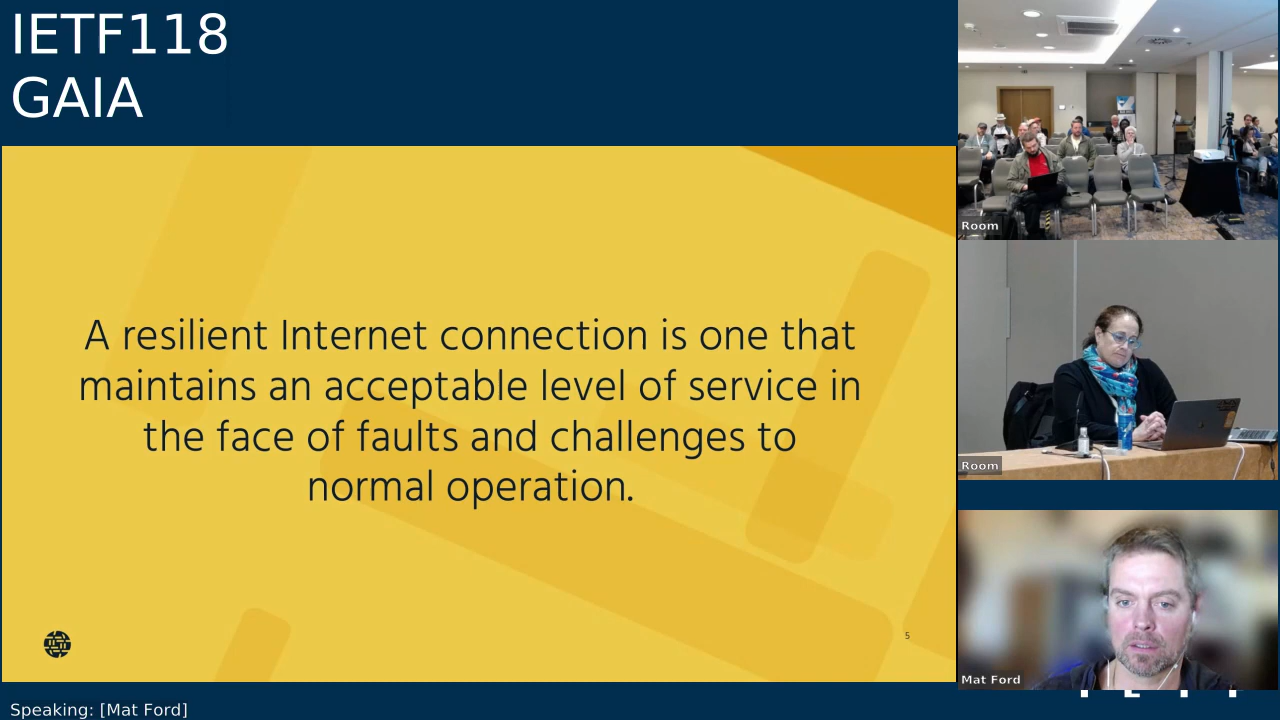 IETF118
GAIA
Room
A resilient Internet connection is one that
maintains an acceptable level of service in
the face of faults and challenges to
normal operation.
5
Room
Mat Ford
Speaking: [Mat Ford]